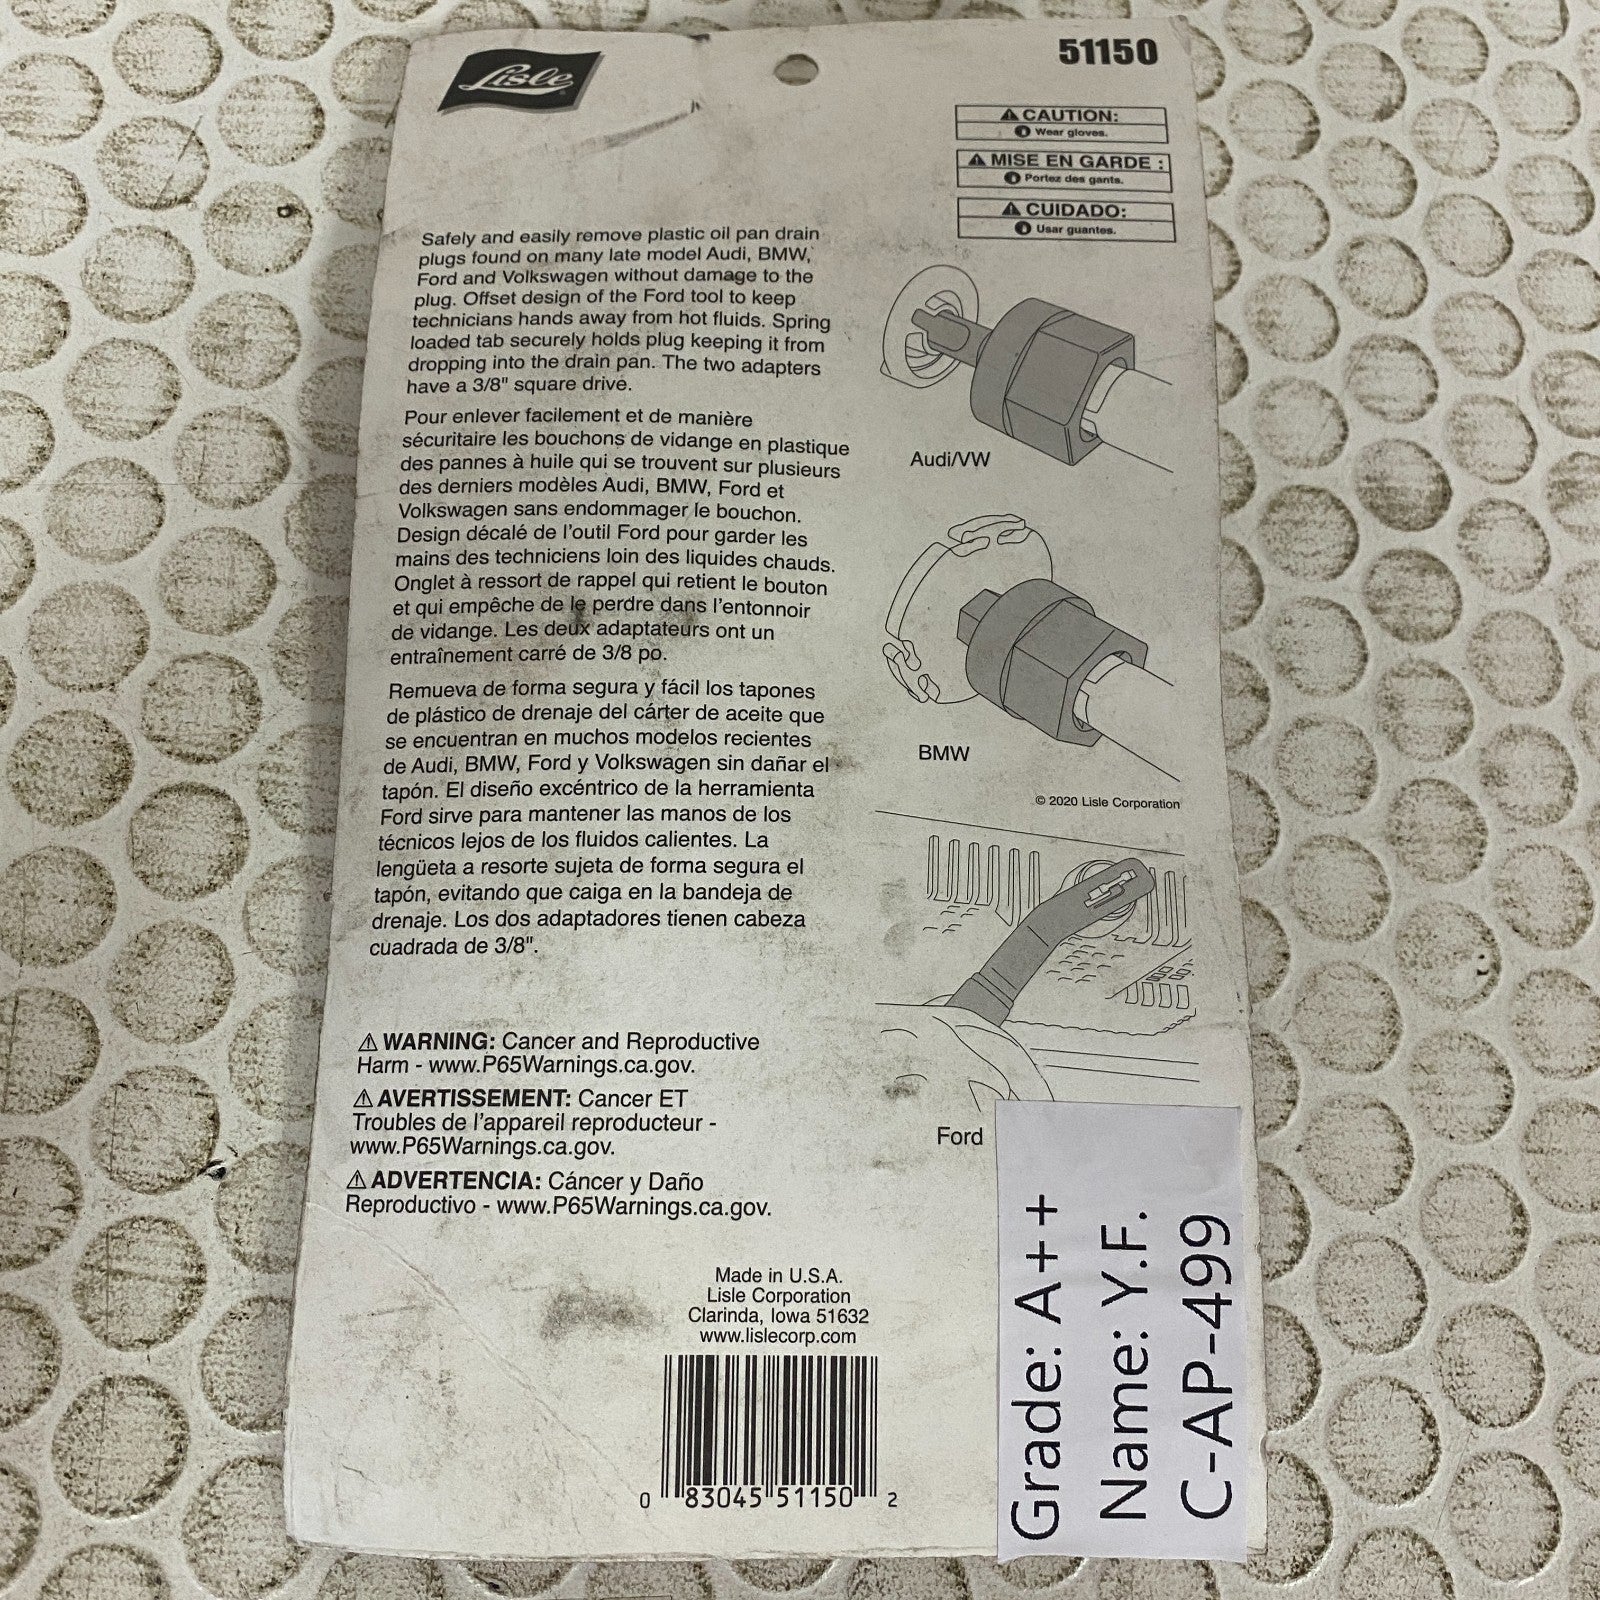 Lisle
51150
CAUTION:
Wear gloves.
MISE EN GARDE :
Portez des gants.
CUIDADO:
Usar guantes.
Safely and easily remove plastic oil pan drain
plugs found on many late model Audi, BMW,
Ford and Volkswagen without damage to the
plug. Offset design of the Ford tool to keep
technicians hands away from hot fluids. Spring
loaded tab securely holds plug keeping it from
dropping into the drain pan. The two adapters
have a 3/8" square drive.
Pour enlever facilement et de manière
sécuritaire les bouchons de vidange en plastique
des pannes à huile qui se trouvent sur plusieurs
des derniers modèles Audi, BMW, Ford et
Volkswagen sans endommager le bouchon.
Design décalé de l'outil Ford pour garder les
mains des techniciens loin des liquides chauds.
Onglet à ressort de rappel qui retient le bouton
et qui empêche de le perdre dans l'entonnoir
de vidange. Les deux adaptateurs ont un
entraînement carré de 3/8 po.
Remueva de forma segura y fácil los tapones
de plástico de drenaje del cárter de aceite que
se encuentran en muchos modelos recientes
de Audi, BMW, Ford y Volkswagen sin dañar el
tapón. El diseño excéntrico de la herramienta
Ford sirve para mantener las manos de los
técnicos lejos de los fluidos calientes. La
lengüeta a resorte sujeta de forma segura el
tapón, evitando que caiga en la bandeja de
drenaje. Los dos adaptadores tienen cabeza
cuadrada de 3/8".
Audi/VW
BMW
© 2020 Lisle Corporation
Ford
WARNING: Cancer and Reproductive
Harm - www.P65Warnings.ca.gov.
AVERTISSEMENT: Cancer ET
Troubles de l'appareil reproducteur -
www.P65Warnings.ca.gov.
ADVERTENCIA: Cáncer y Daño
Reproductivo - www.P65Warnings.ca.gov.
Made in U.S.A.
Lisle Corporation
Clarinda, Iowa 51632
www.lislecorp.com
0 83045 51150 2
Grade: A++
Name: Y.F.
C-AP-499